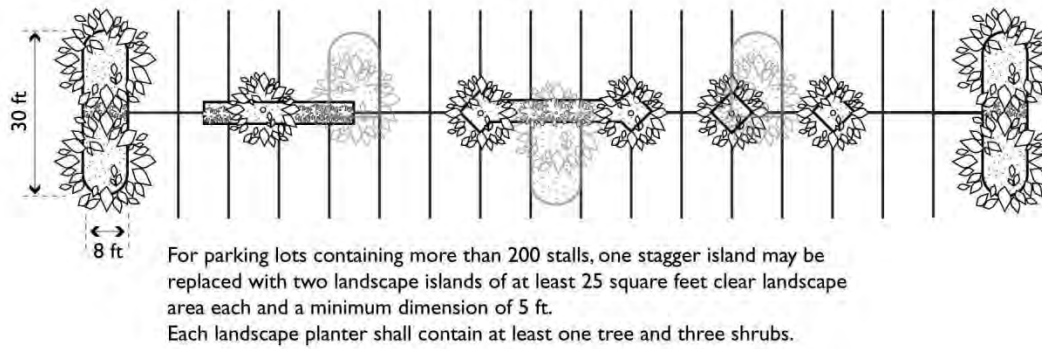 30 ft
8 ft
For parking lots containing more than 200 stalls, one stagger island may be
replaced with two landscape islands of at least 25 square feet clear landscape
area each and a minimum dimension of 5 ft.
Each landscape planter shall contain at least one tree and three shrubs.